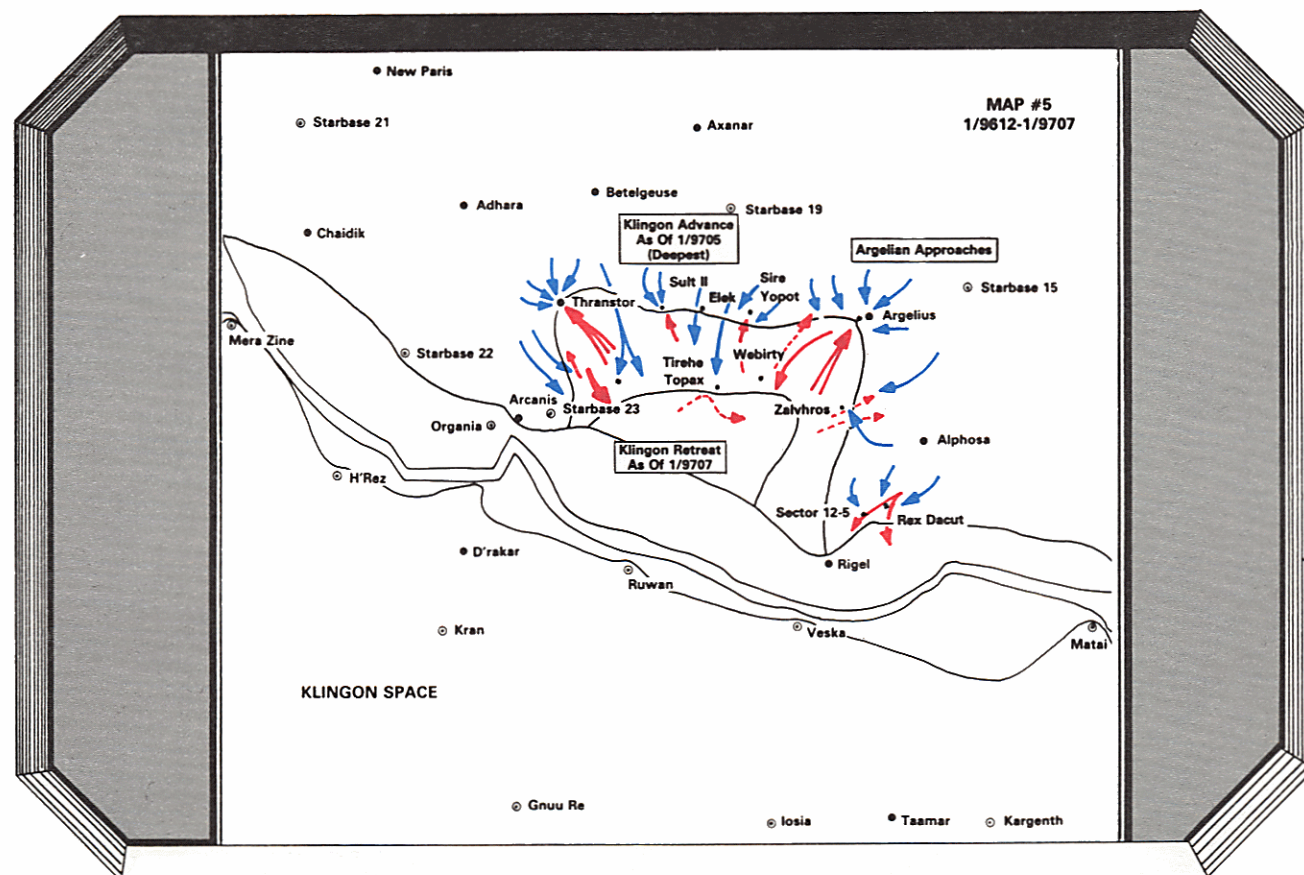 New Paris
MAP #5
1/9612-1/9707
Starbase 21
Axanar
Betelgeuse
Adhara
Starbase 19
Chaidik
Klingon Advance
As Of 1/9705
(Deepest)
Argelian Approaches
Sult II
Sire
Yopot
Elek
Starbase 15
Thranstor
Argelius
Mera Zine
Starbase 22
Tirehe
Webirty
Topax
Arcanis
Starbase 23
Zalvhros
Organia
Alphosa
Klingon Retreat
As Of 1/9707
H'Rez
Sector 12-5
Rex Dacut
D'rakar
Rigel
Ruwan
Kran
Veska
Matai
KLINGON SPACE
Gnuu Re
Iosia
Taamar
Kargenth